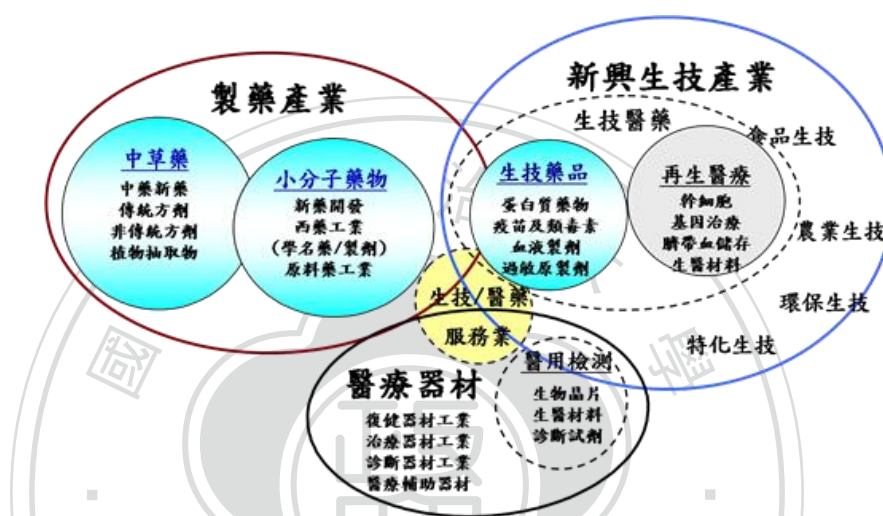 製藥產業
中草藥
中藥新藥
傳統方劑
非傳統方劑
植物抽取物
小分子藥物
新藥開發
西藥工業
(學名藥/製劑)
原料藥工業
新興生技產業
生技醫藥
生技藥品
蛋白質藥物
疫苗及類毒素
血液製劑
過敏原製劑
再生醫療
幹細胞
基因治療
臍帶血儲存
生醫材料
食品生技
農業生技
環保生技
特化生技
生技/醫藥
服務業
醫療器材
復健器材工業
治療器材工業
診斷器材工業
醫療輔助器材
醫用檢測
生物晶片
生醫材料
診斷試劑
國
學